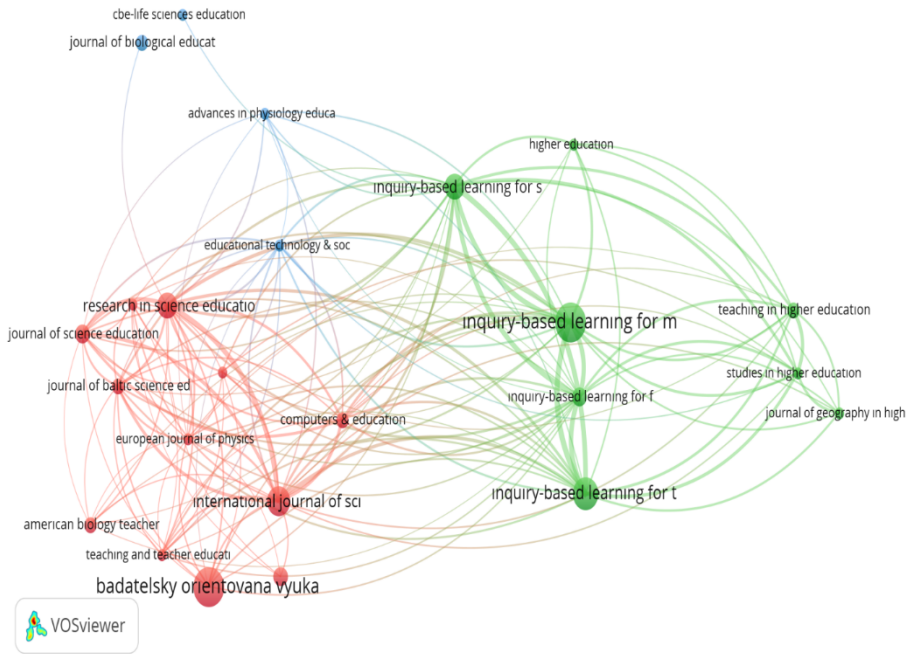 cbe-life sciences education
journal of biological educat
advances in physiology educa
higher education
inquiry-based learning for s
educational technology & soc
research in science educatio
teaching in higher education
inquiry-based learning for m
journal of science education
studies in higher education
journal of baltic science ed
inquiry-based learning for f
journal of geography in high
computers & education
european journal of physics
inquiry-based learning for t
international journal of sci
american biology teacher
teaching and teacher educati
badatelsky orientovana vyuka
VOSviewer